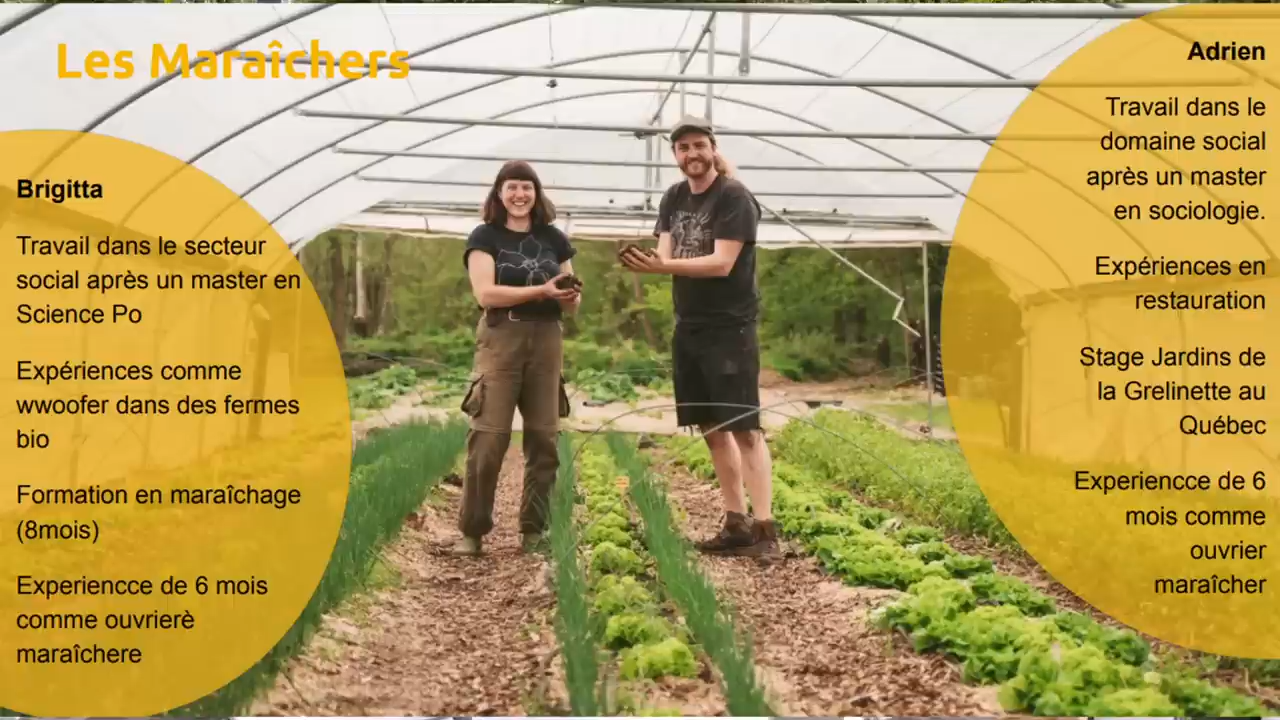 Les Maraîchers
Brigitta
Travail dans le secteur
social après un master en
Science Po
Expériences comme
wwoofer dans des fermes
bio
Formation en maraîchage
(8mois)
Experiencce de 6 mois
comme ouvrierè
maraîchere
Adrien
Travail dans le
domaine social
après un master
en sociologie.
Expériences en
restauration
Stage Jardins de
la Grelinette au
Québec
Experiencce de 6
mois comme
ouvrier
maraîcher